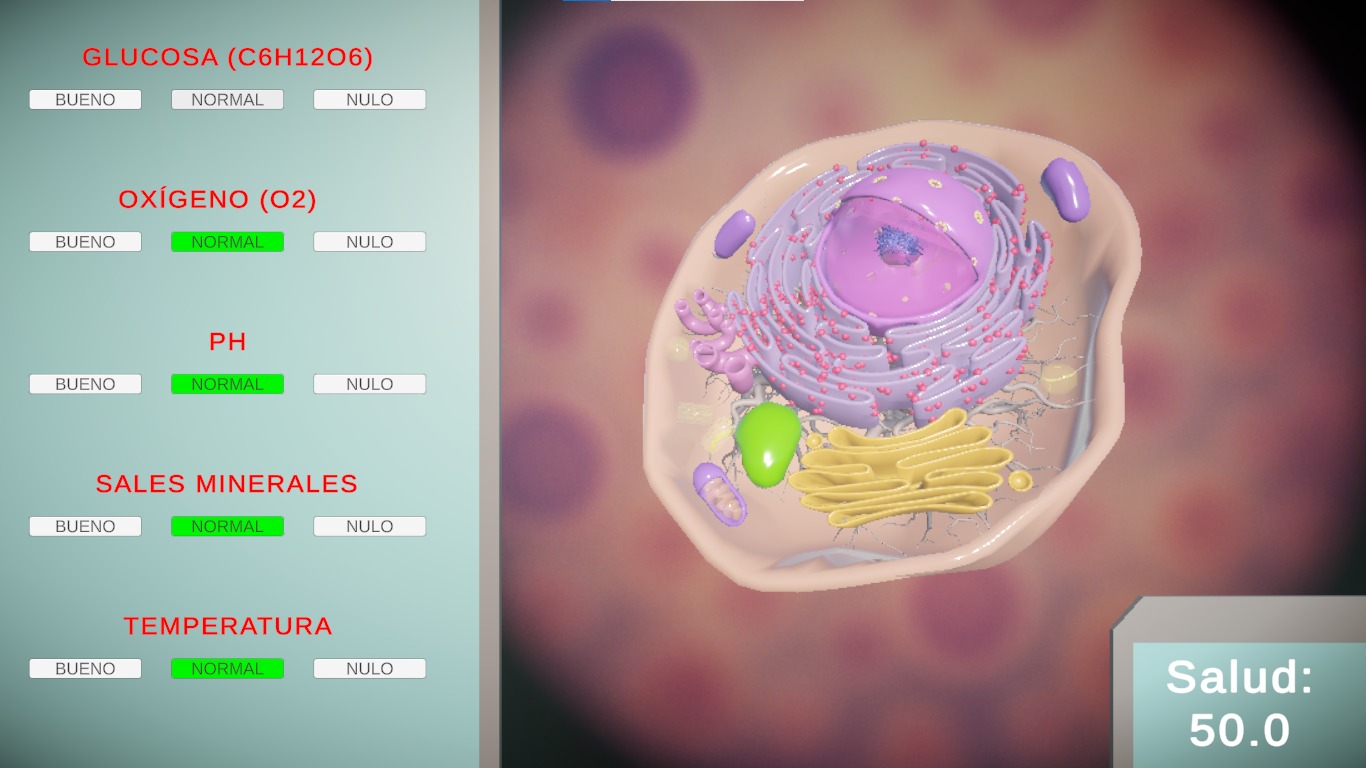 GLUCOSA (C6H12O6)
BUENO NORMAL NULO
OXÍGENO (O2)
BUENO NORMAL NULO
PH
BUENO NORMAL NULO
SALES MINERALES
BUENO NORMAL NULO
TEMPERATURA
BUENO NORMAL NULO
Salud:
50.0